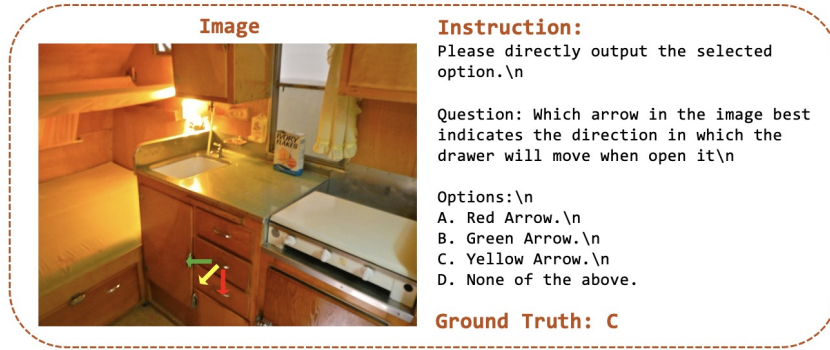 Image
IVORY
FLAKES
Instruction:
Please directly output the selected
option.\n
Question: Which arrow in the image best
indicates the direction in which the
drawer will move when open it\n
Options:\n
A. Red Arrow.\n
B. Green Arrow.\n
C. Yellow Arrow.\n
D. None of the above.
Ground Truth: C